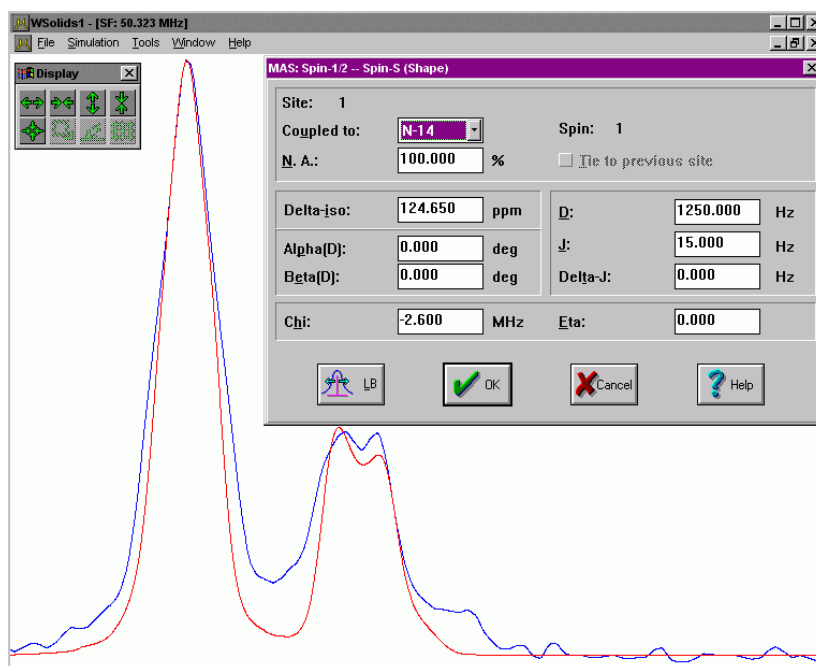 WSolids1 - [SF: 50.323 MHz]
File Simulation Tools Window Help
Display
MAS: Spin-1/2 -- Spin-S (Shape)
Site: 1
Coupled to: N-14 Spin: 1
N. A.: 100.000 % Tie to previous site
Delta-iso: 124.650 ppm D: 1250.000 Hz
Alpha(D): 0.000 deg J: 15.000 Hz
Beta(D): 0.000 deg Delta-J: 0.000 Hz
Chi: -2.600 MHz Eta: 0.000
LB OK Cancel Help